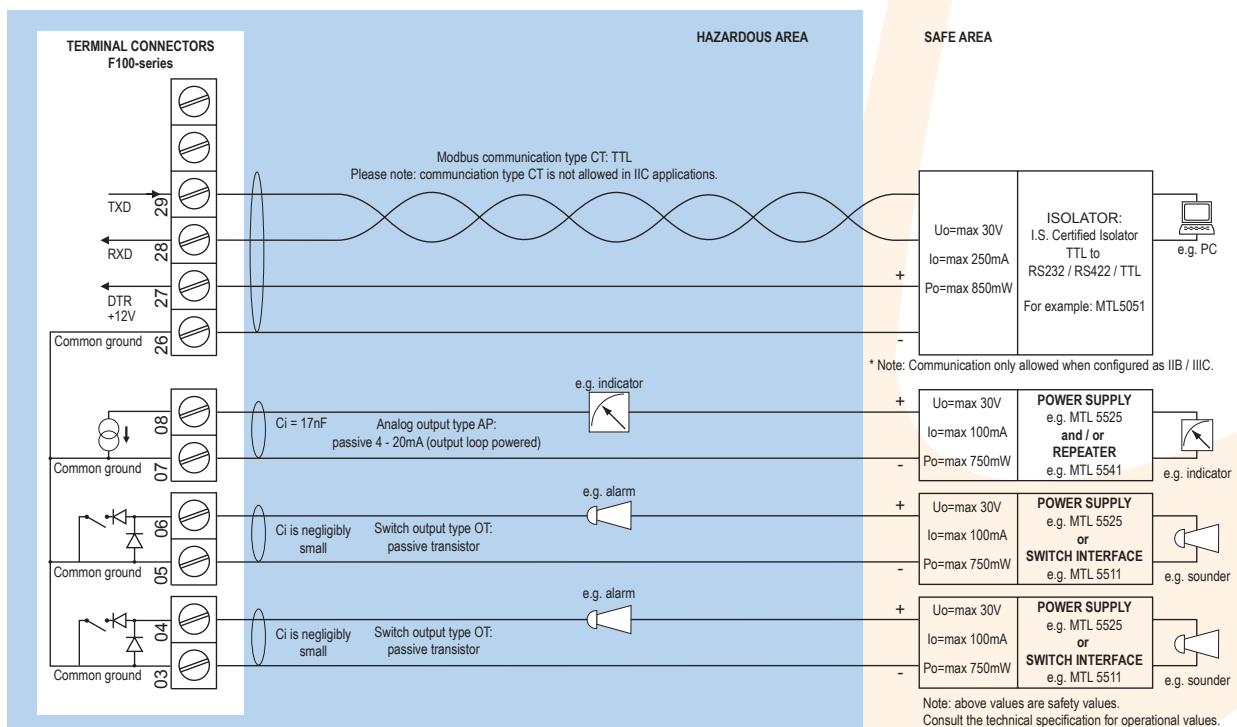 TERMINAL CONNECTORS
F100-series
HAZARDOUS AREA
SAFE AREA
Modbus communication type CT: TTL
Please note: communciation type CT is not allowed in IIC applications.
TXD
29
RXD
28
DTR
+12V
27
Common ground
26
+
-
Uo=max 30V
Io=max 250mA
Po=max 850mW
ISOLATOR:
I.S. Certified Isolator
TTL to
RS232 / RS422 / TTL
For example: MTL5051
e.g. PC
* Note: Communication only allowed when configured as IIB / IIIC.
08
Common ground
07
Ci = 17nF
Analog output type AP:
passive 4 - 20mA (output loop powered)
e.g. indicator
+
-
Uo=max 30V
Io=max 100mA
Po=max 750mW
POWER SUPPLY
e.g. MTL 5525
and / or
REPEATER
e.g. MTL 5541
e.g. indicator
06
Common ground
05
Ci is negligibly
small
Switch output type OT:
passive transistor
e.g. alarm
+
-
Uo=max 30V
Io=max 100mA
Po=max 750mW
POWER SUPPLY
e.g. MTL 5525
or
SWITCH INTERFACE
e.g. MTL 5511
e.g. sounder
04
Common ground
03
Ci is negligibly
small
Switch output type OT:
passive transistor
e.g. alarm
+
-
Uo=max 30V
Io=max 100mA
Po=max 750mW
POWER SUPPLY
e.g. MTL 5525
or
SWITCH INTERFACE
e.g. MTL 5511
e.g. sounder
Note: above values are safety values.
Consult the technical specification for operational values.